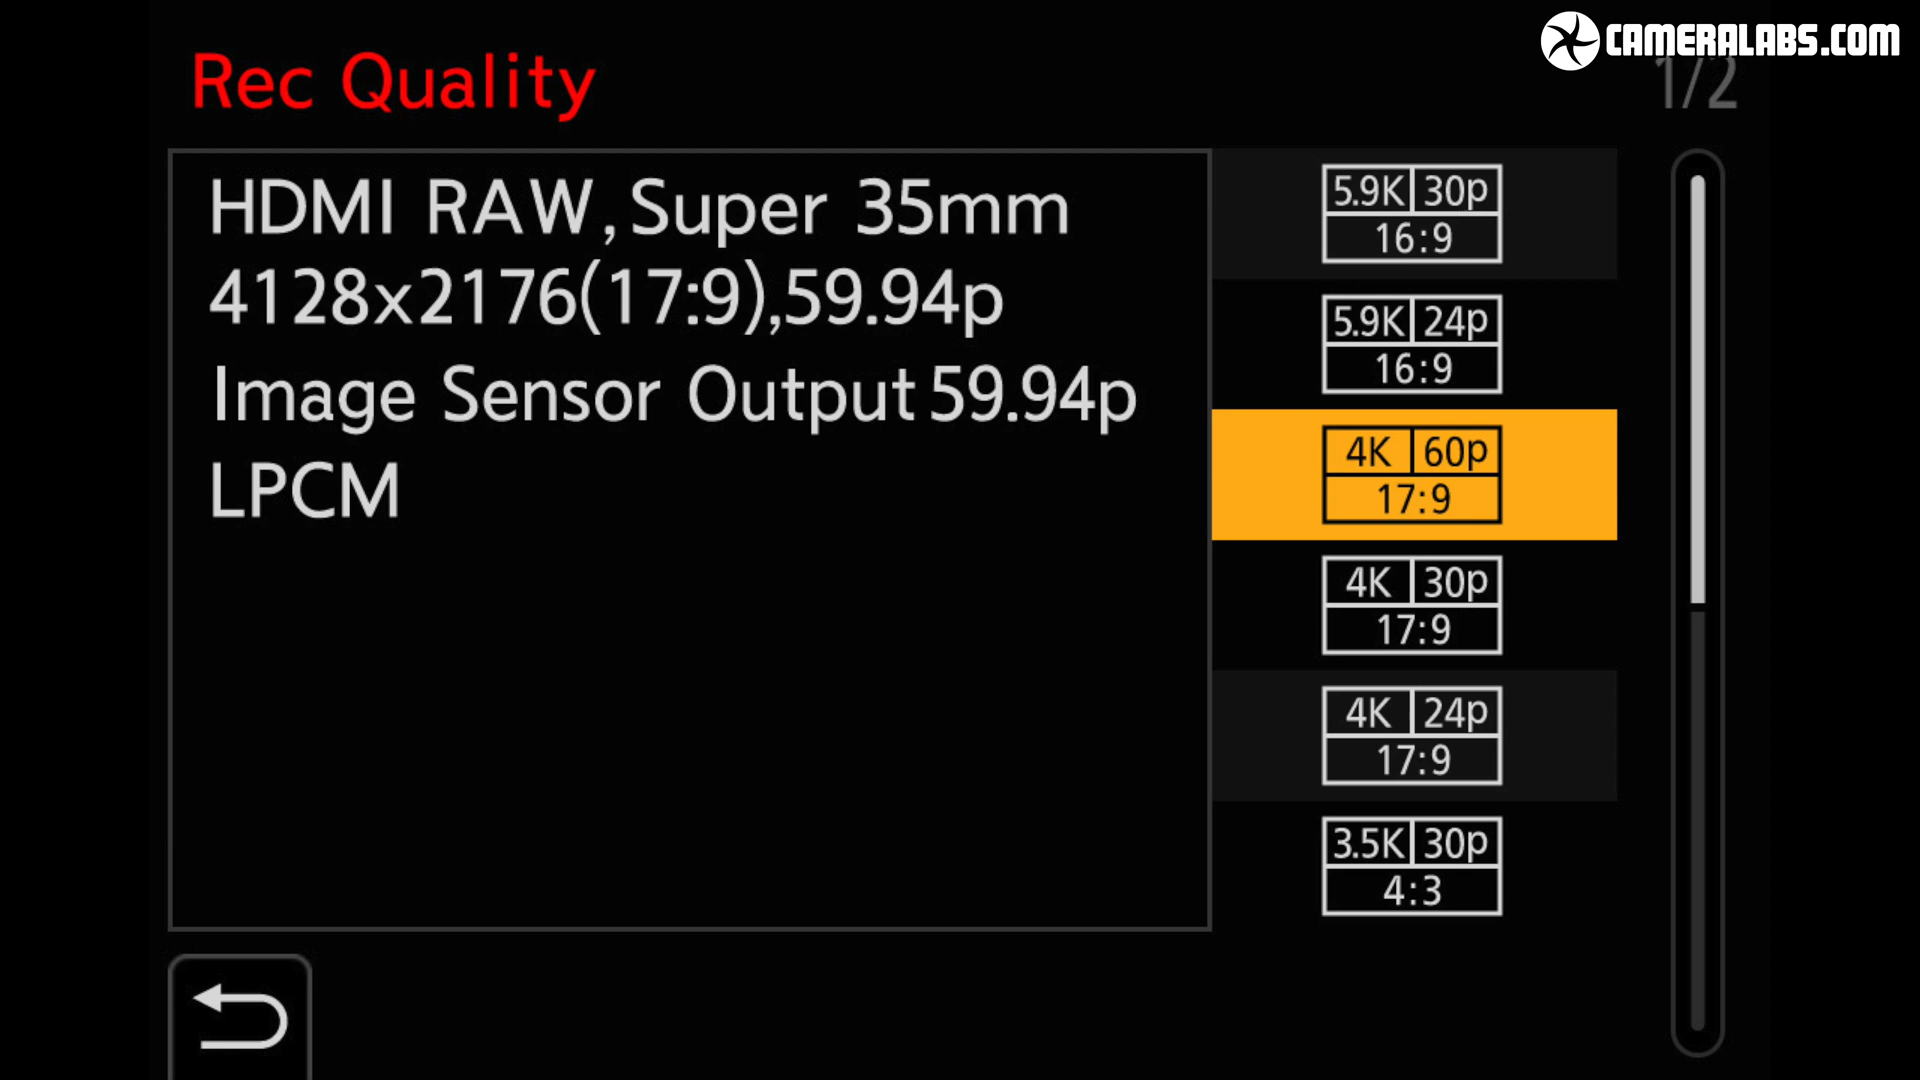 CAMERALABS.COM
Rec Quality
1/2
HDMI RAW,Super 35mm
4128x2176(17:9),59.94p
Image Sensor Output 59.94p
LPCM
5.9K 30p
16:9
5.9K 24p
16:9
4K 60p
17:9
4K 30p
17:9
4K 24p
17:9
3.5K 30p
4:3